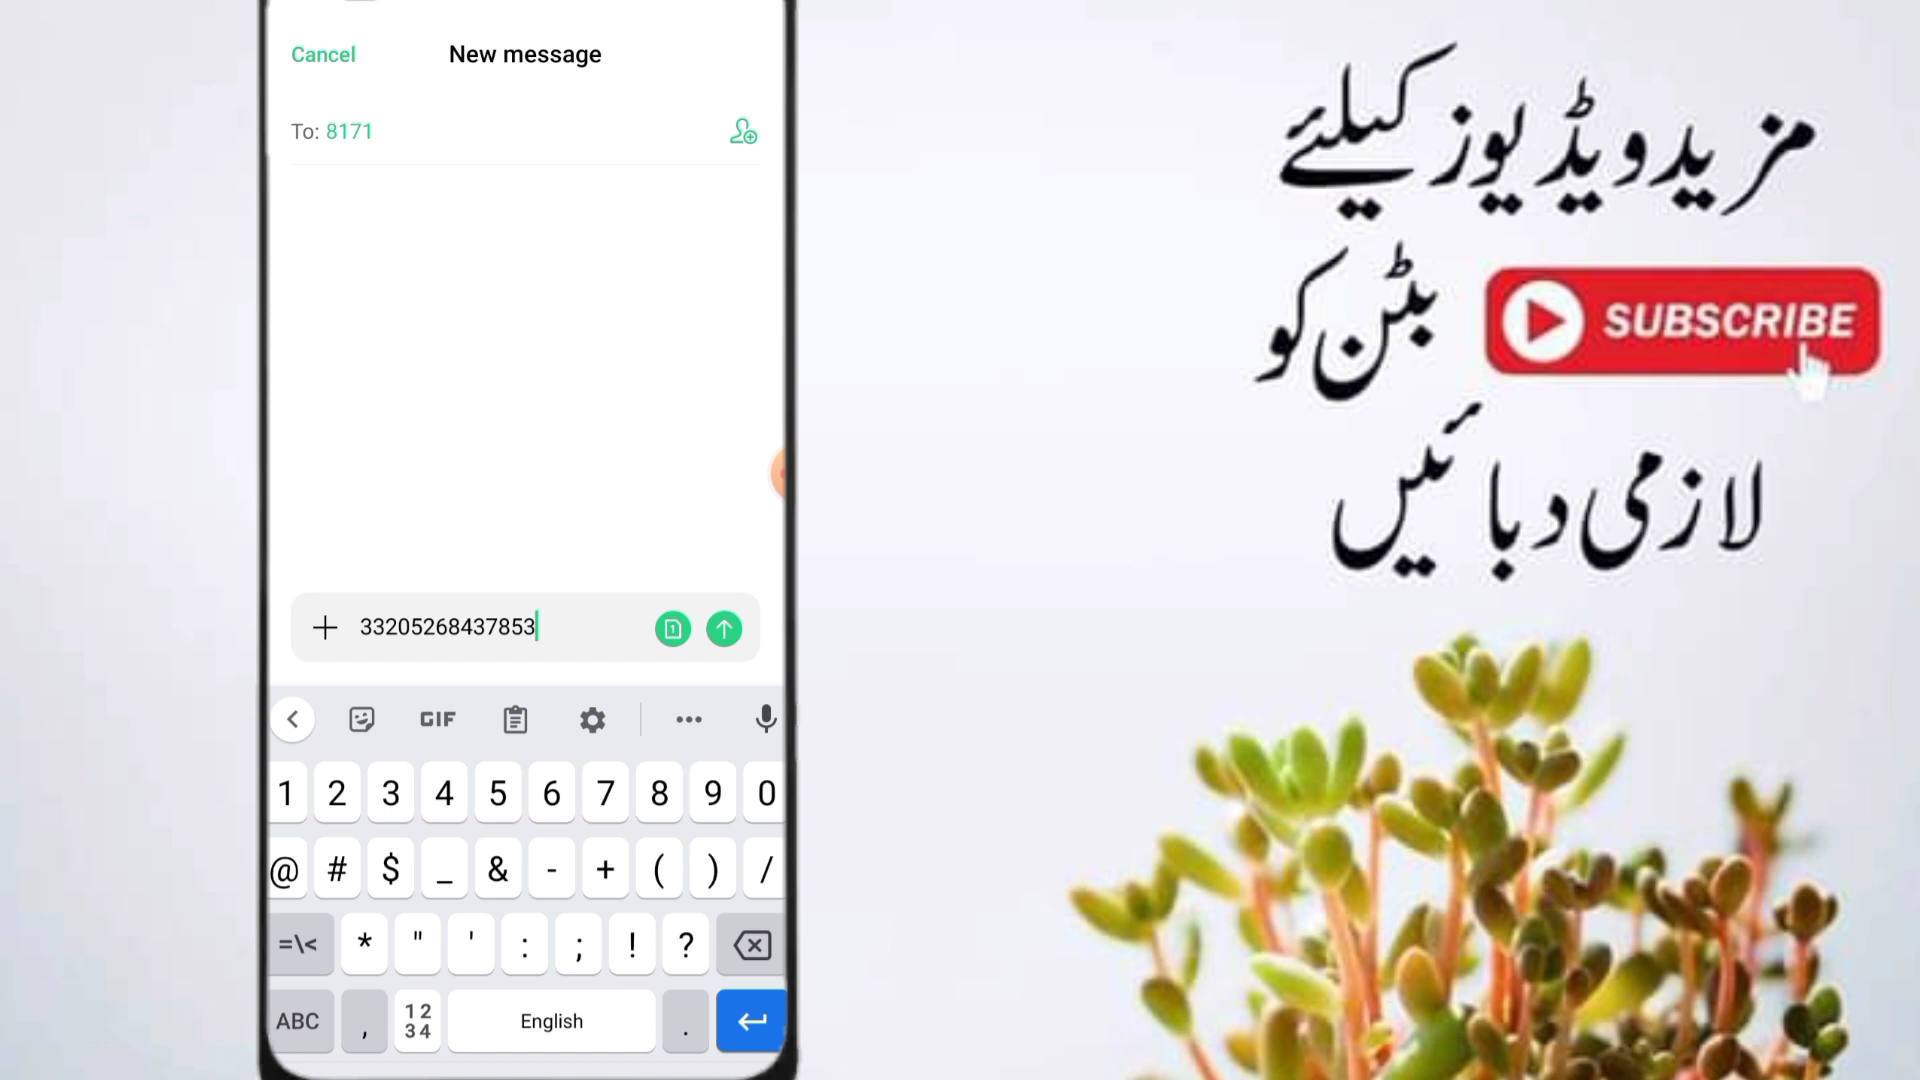 Cancel New message
To: 8171
33205268437853
GIF
1 2 3 4 5 6 7 8 9 0
@ # $ _ & - + ( ) /
=\< * " ' : ; ! ?
ABC , 12 34 English .
مزید ویڈیوز کیلئے
SUBSCRIBE بٹن کو
لازمی دبائیں